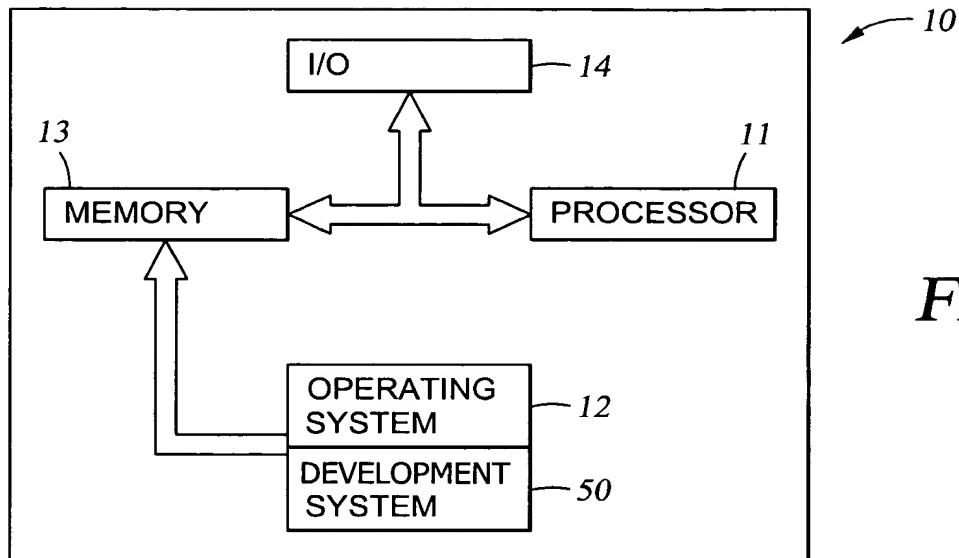 10
I/O
14
13
11
MEMORY
PROCESSOR
OPERATING
SYSTEM
12
DEVELOPMENT
SYSTEM
50